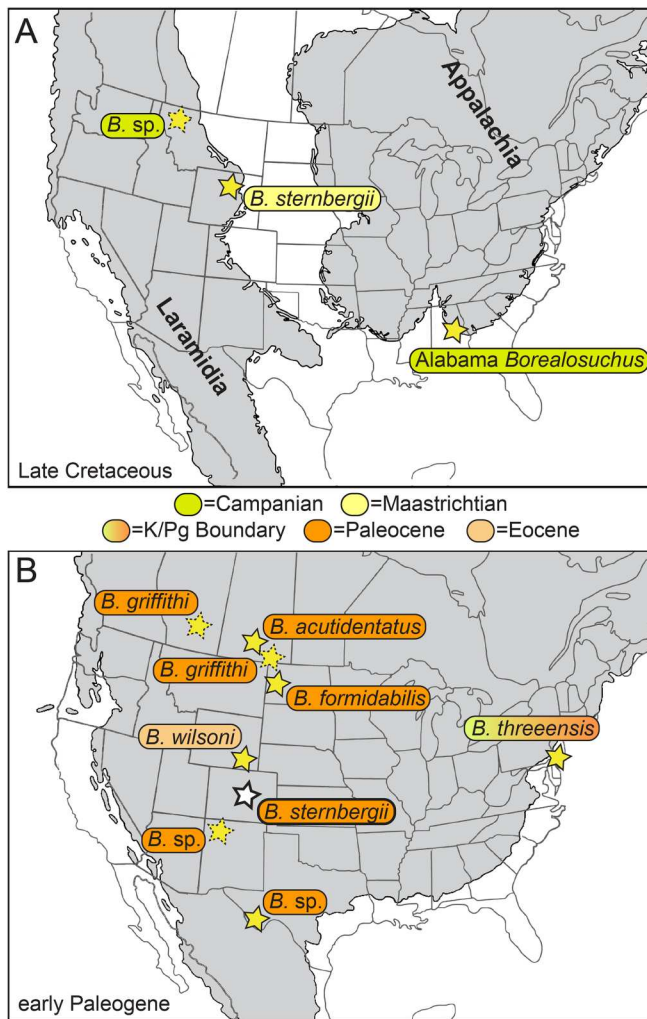 A
Appalachia
B. sp.
B. sternbergii
Laramidia
Alabama Borealosuchus
Late Cretaceous
=Campanian =Maastrichtian
=K/Pg Boundary =Paleocene =Eocene
B
B. griffithi
B. acutidentatus
B. griffithi
B. formidabilis
B. wilsoni
B. threeensis
B. sternbergii
B. sp.
B. sp.
early Paleogene